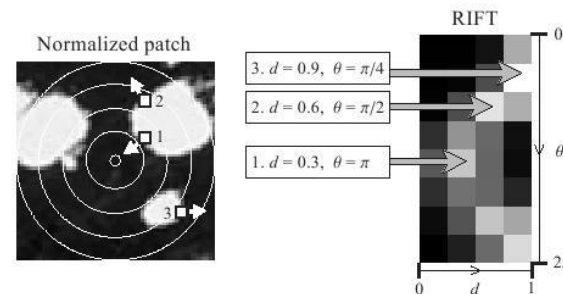 Normalized patch
2
1
3
RIFT
3. d = 0.9, θ = π/4
2. d = 0.6, θ = π/2
1. d = 0.3, θ = π
0
θ
2
0
d
1